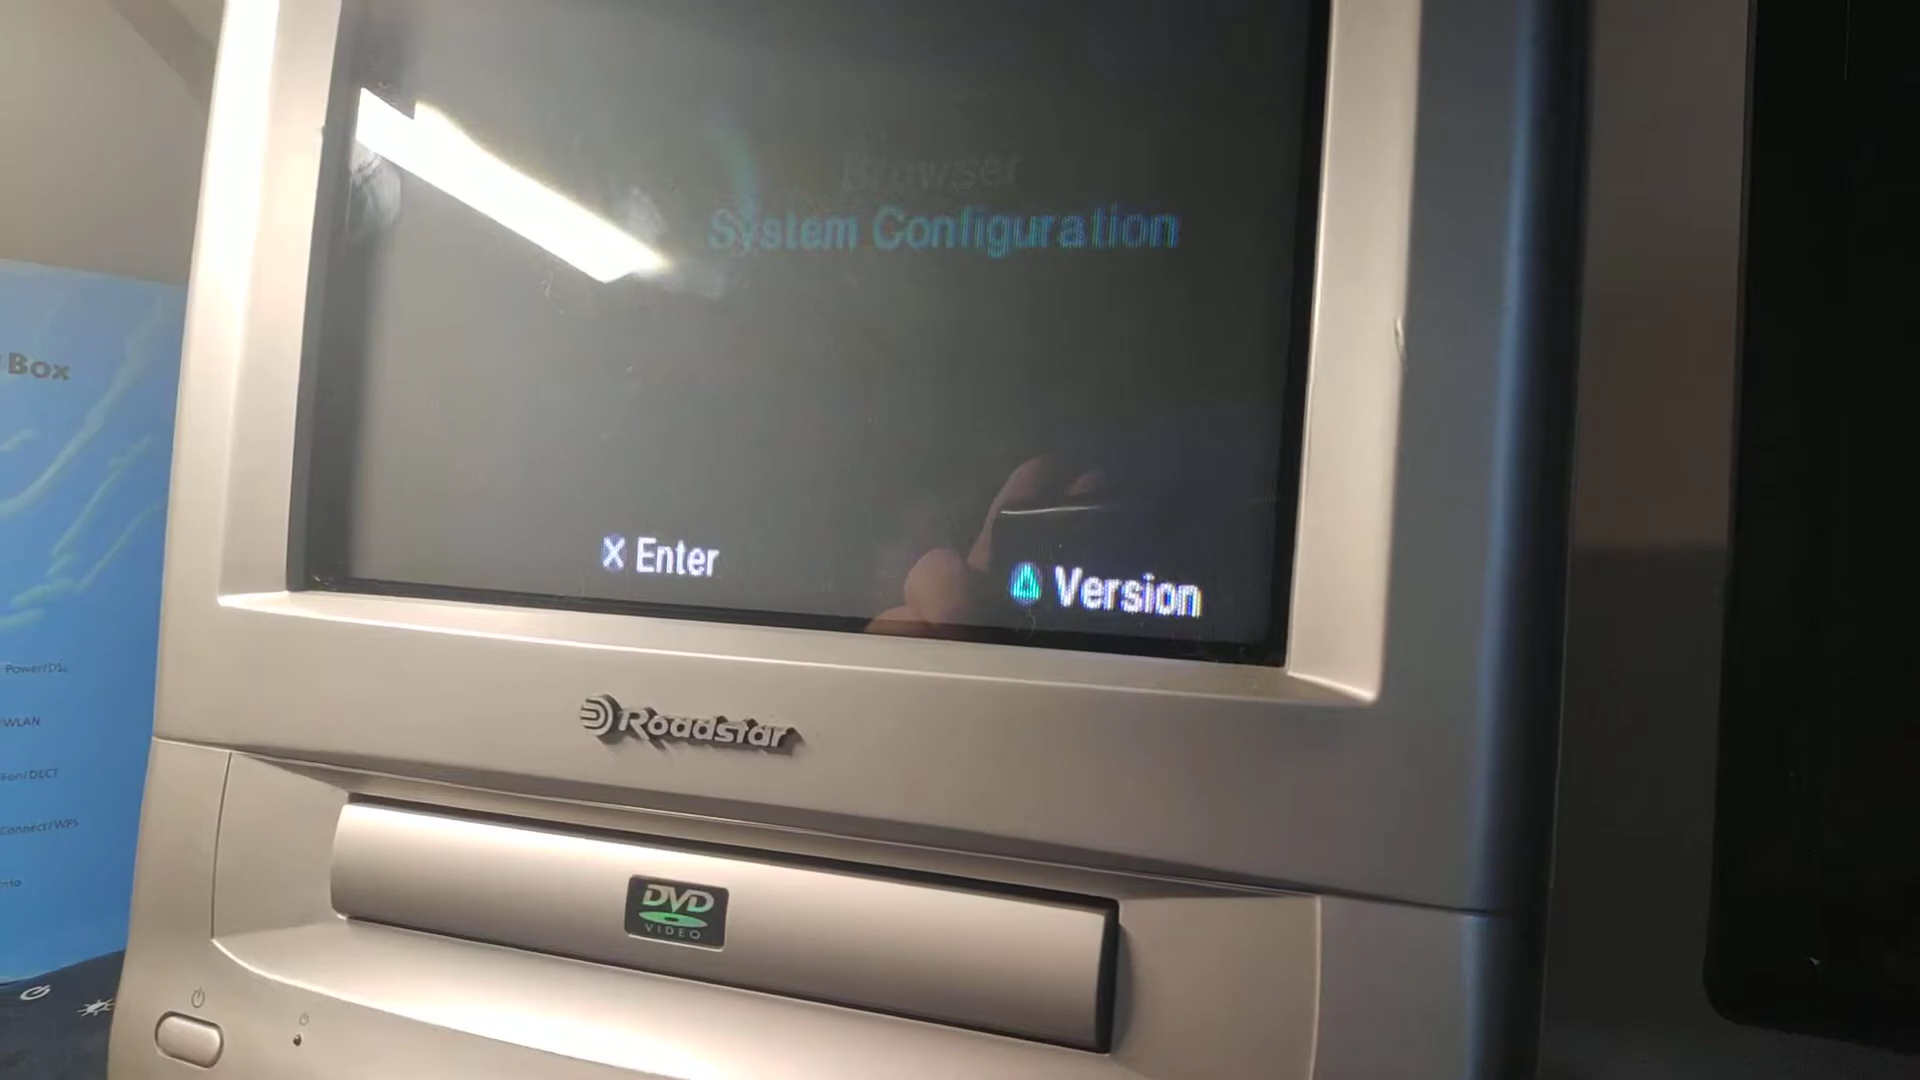 Browser
System Configuration
X Enter
Version
Roadstar
DVD
VIDEO
Box
Power/DSL
WLAN
Fon/DECT
Connect/WPS